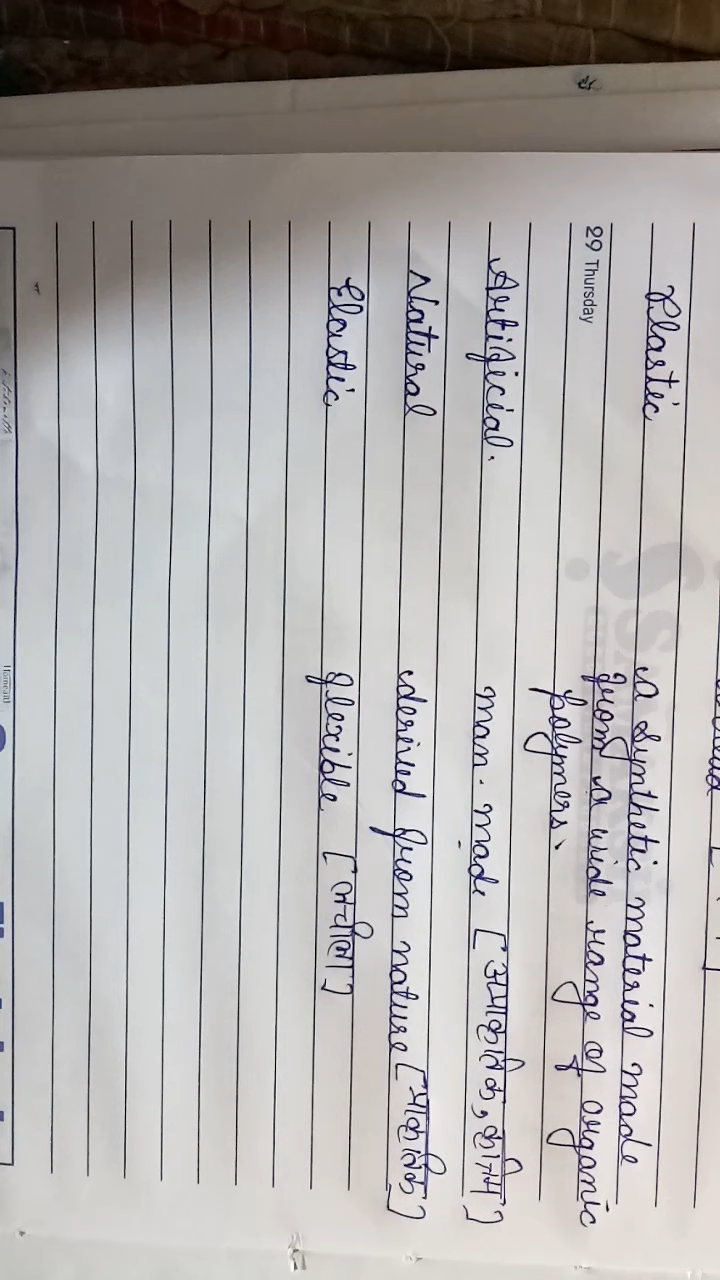 Plastic a synthetic material made
29 Thursday from a wide range of organic
polymers.
Artificial. man-made [अप्राकृतिक, कृत्रिम]
Natural derived from nature [प्राकृतिक]
Elastic flexible [लचीला]